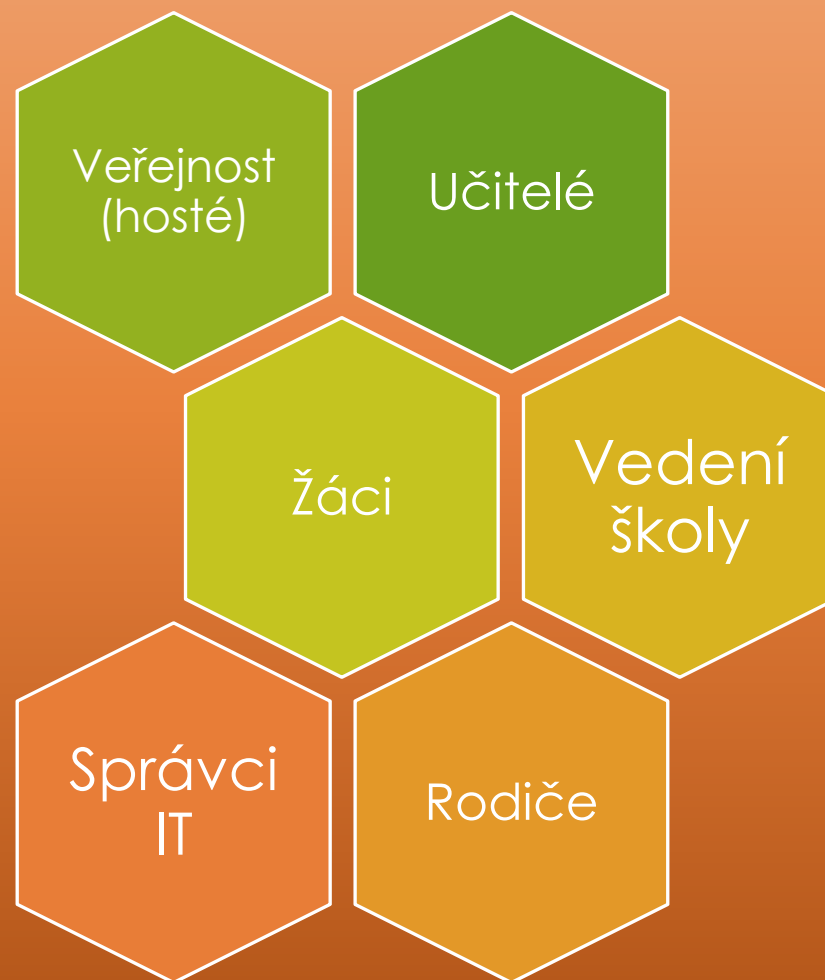 Veřejnost
(hosté)
Učitelé
Žáci
Vedení
školy
Správci
IT
Rodiče